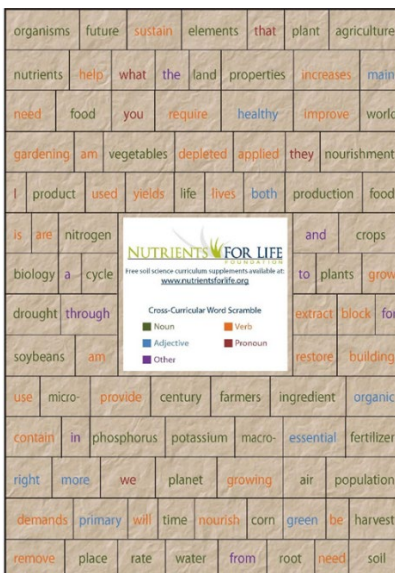 organisms future sustain elements that plant agriculture
nutrients help what the land properties increases main
need food you require healthy improve world
gardening am vegetables depleted applied they nourishment
I product used yields life lives both production food
is are nitrogen and crops
biology a cycle to plants grow
drought through extract block for
soybeans am restore building
NUTRIENTS FOR LIFE
FOUNDATION
Free soil science curriculum supplements available at:
www.nutrientsforlife.org
Cross-Curricular Word Scramble
Noun Verb
Adjective Pronoun
Other
use micro- provide century farmers ingredient organic
contain in phosphorus potassium macro- essential fertilizer
right more we planet growing air population
demands primary will time nourish corn green be harvest
remove place rate water from root need soil